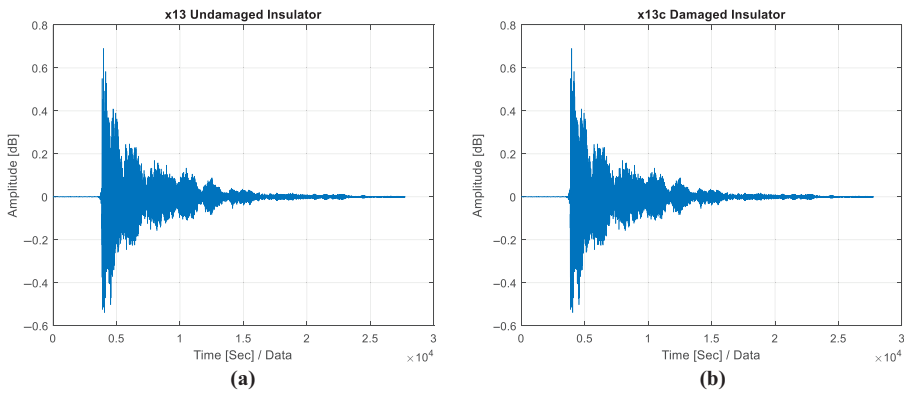 x13 Undamaged Insulator
0.8
0.6
0.4
0.2
0
−0.2
−0.4
−0.6
Amplitude [dB]
0 0.5 1 1.5 2 2.5 3
Time [Sec] / Data
×10⁴
(a)
x13c Damaged Insulator
0.8
0.6
0.4
0.2
0
−0.2
−0.4
−0.6
Amplitude [dB]
0 0.5 1 1.5 2 2.5 3
Time [Sec] / Data
×10⁴
(b)